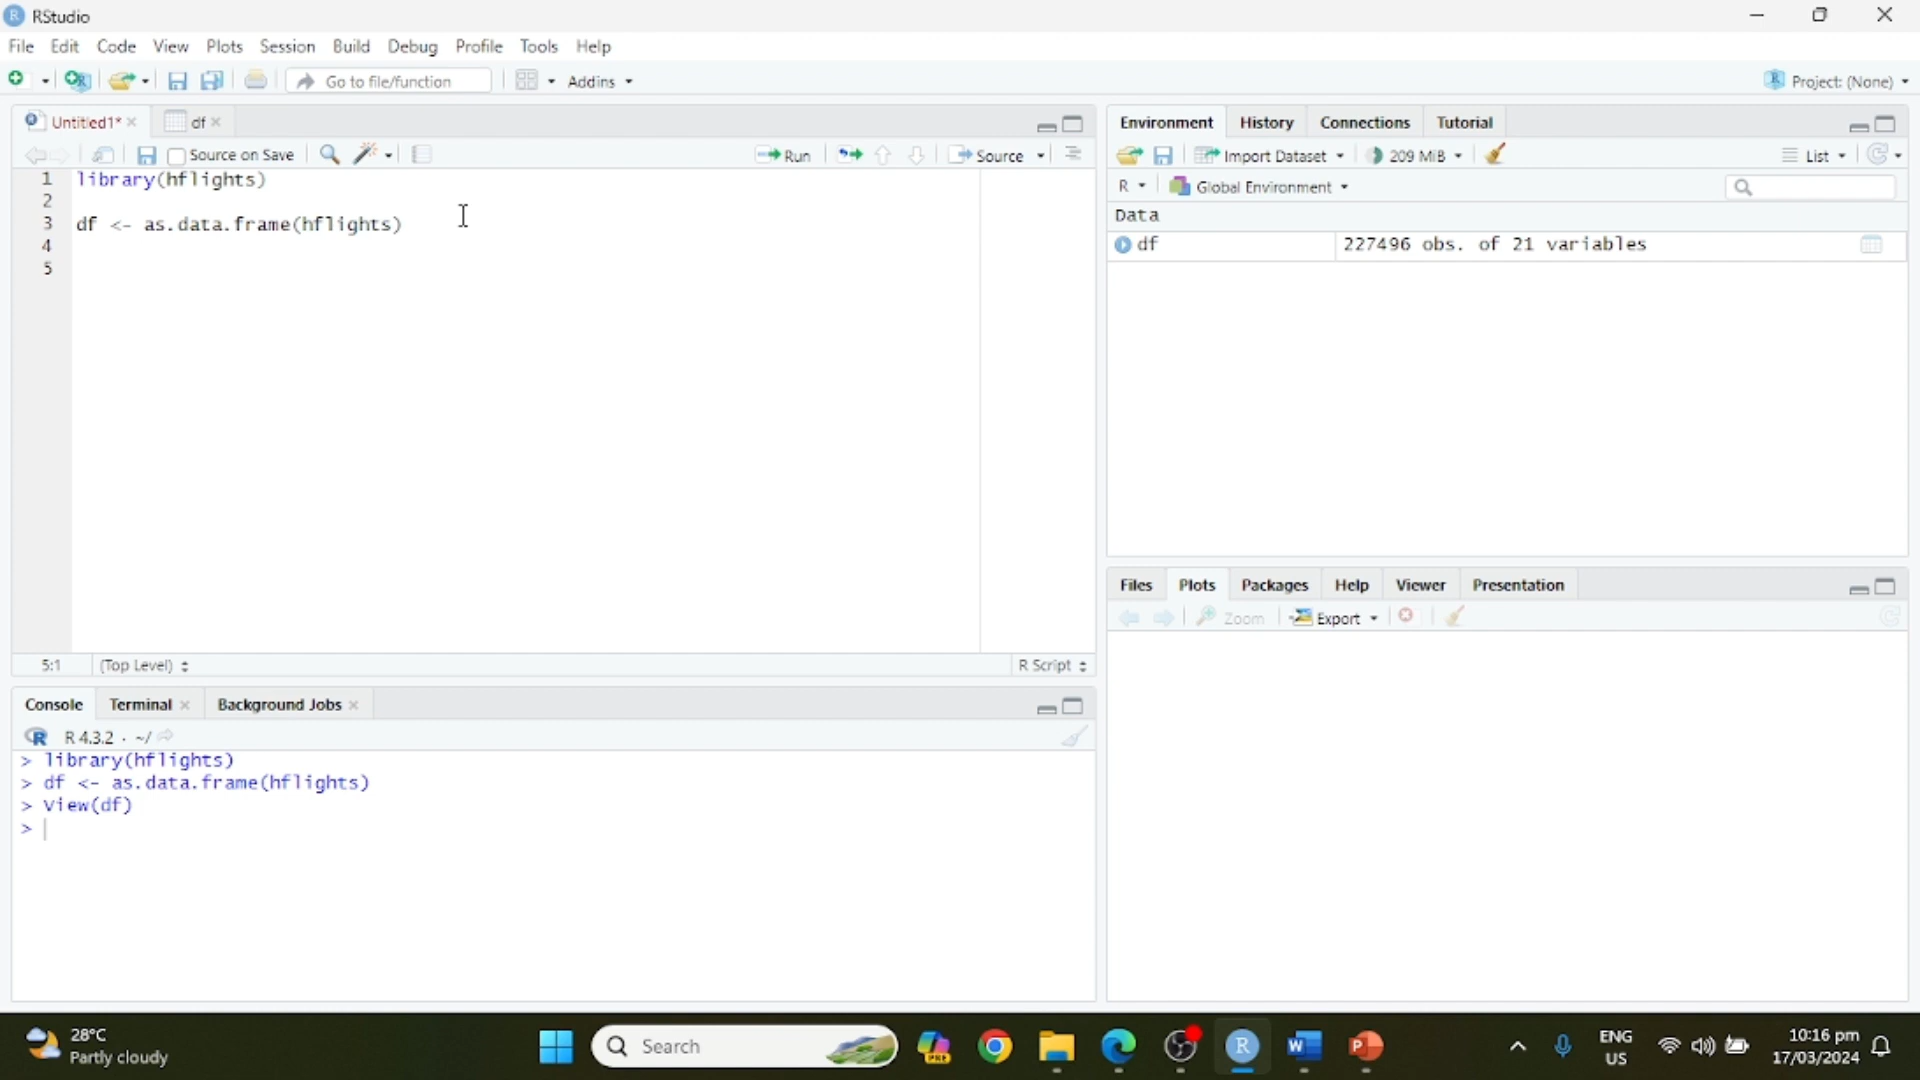 RStudio
File Edit Code View Plots Session Build Debug Profile Tools Help
Go to file/function Addins Project: (None)
Untitled1* df
Source on Save Run Source
1 library(hflights)
2
3 df <- as.data.frame(hflights)
4
5
5:1 (Top Level) R Script
Console Terminal Background Jobs
R 4.3.2 · ~/
> library(hflights)
> df <- as.data.frame(hflights)
> View(df)
>
Environment History Connections Tutorial
Import Dataset 209 MiB List
R Global Environment
Data
df 227496 obs. of 21 variables
Files Plots Packages Help Viewer Presentation
Zoom Export
28°C
Partly cloudy
Search
PRE
ENG
US
10:16 pm
17/03/2024